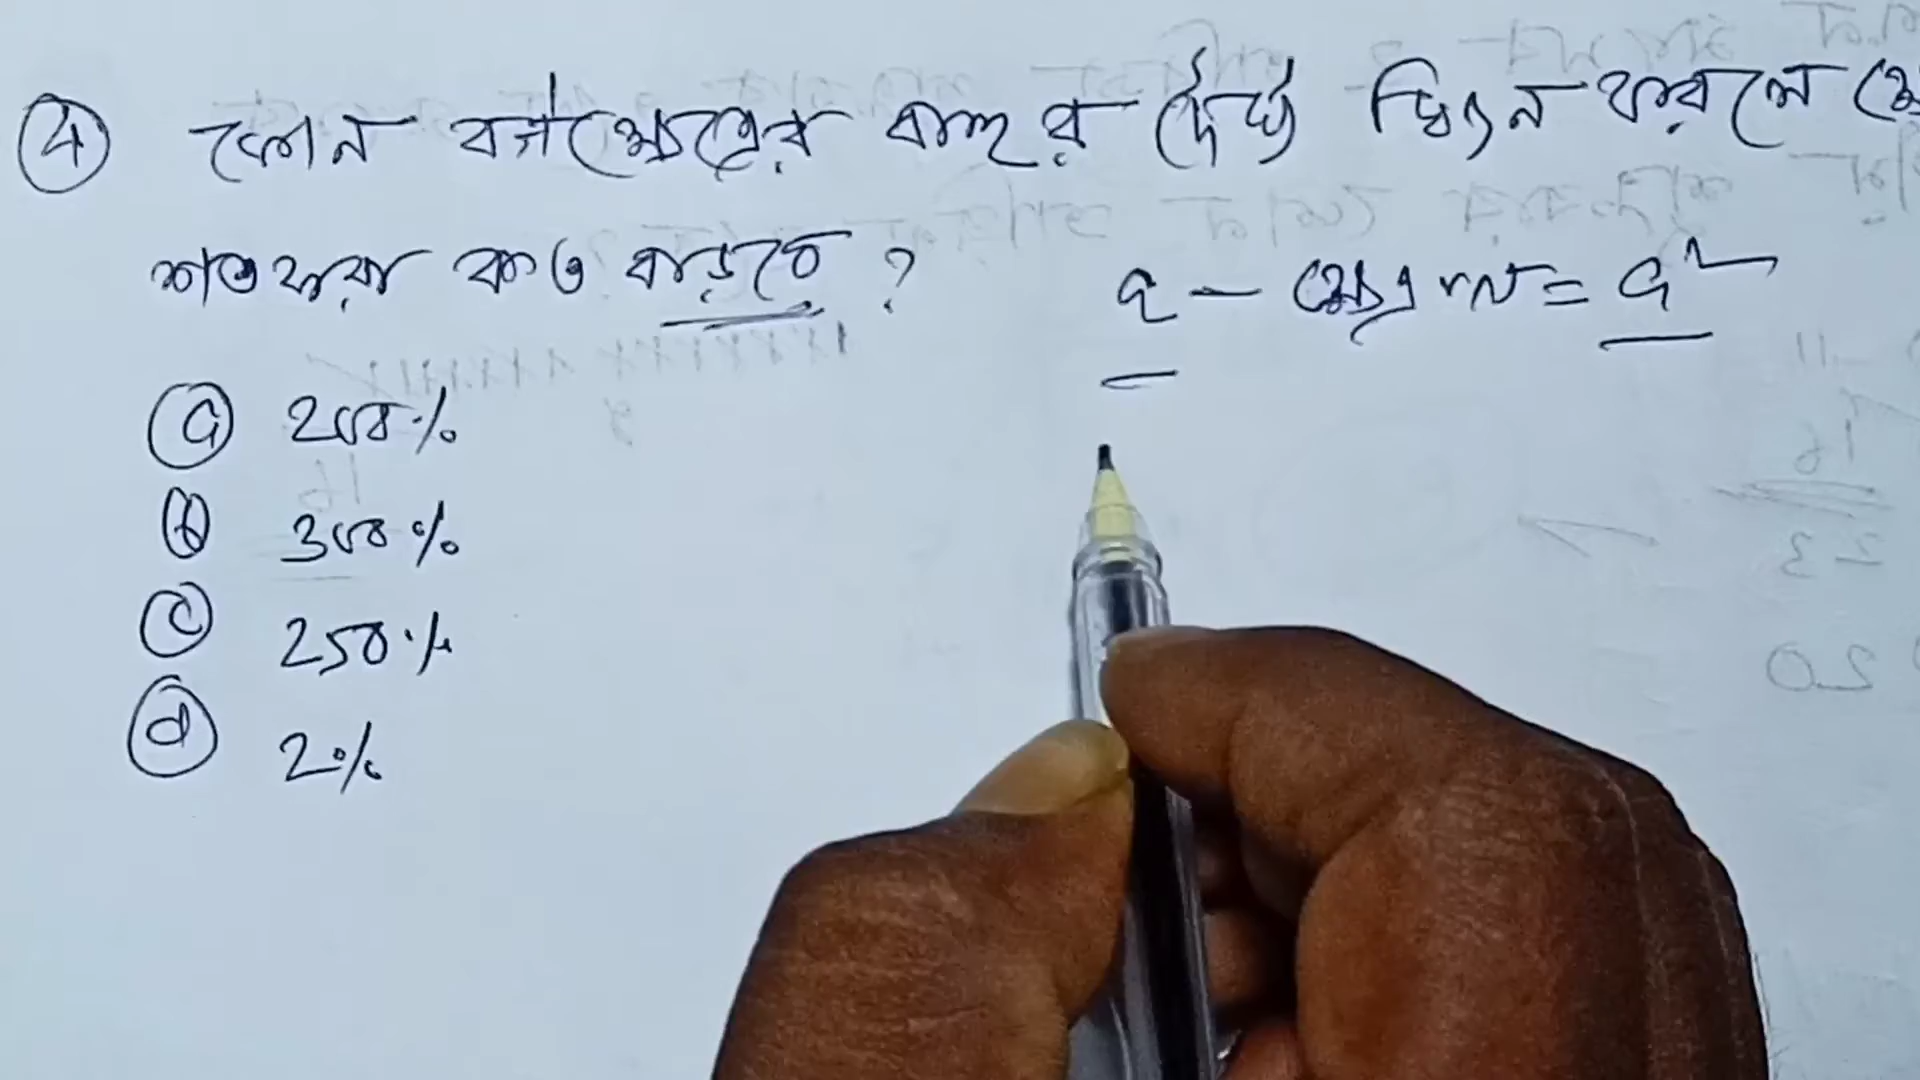 4 কোন বর্গক্ষেত্রের বাহুর দৈর্ঘ্য দ্বিগুন করলে ক্ষে
শতকরা কত বাড়বে ?
a — ক্ষেত্রফল = a²
a 200%
b 300%
c 250%
d 2%